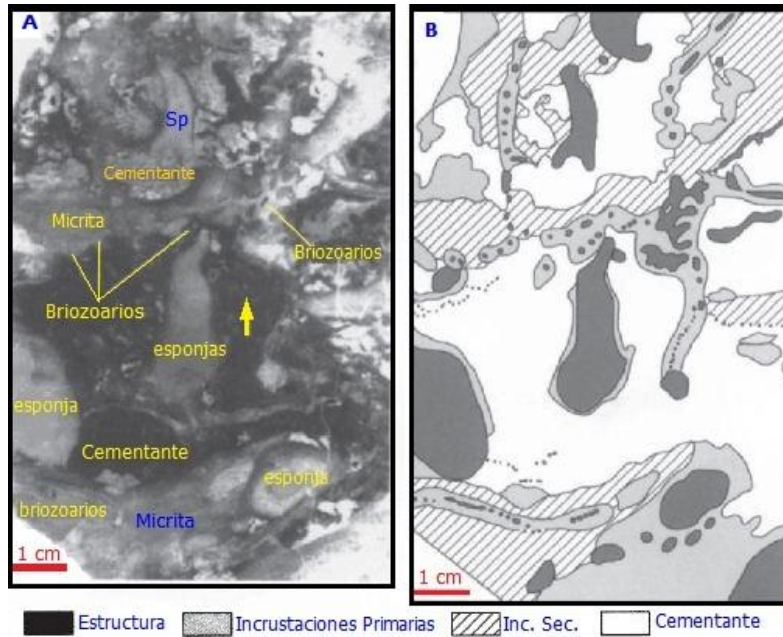 A
Sp
Cementante
Micrita
Briozoarios
Briozoarios
esponjas
esponja
Cementante
esponja
briozoarios
Micrita
1 cm
B
1 cm
Estructura
Incrustaciones Primarias
Inc. Sec.
Cementante